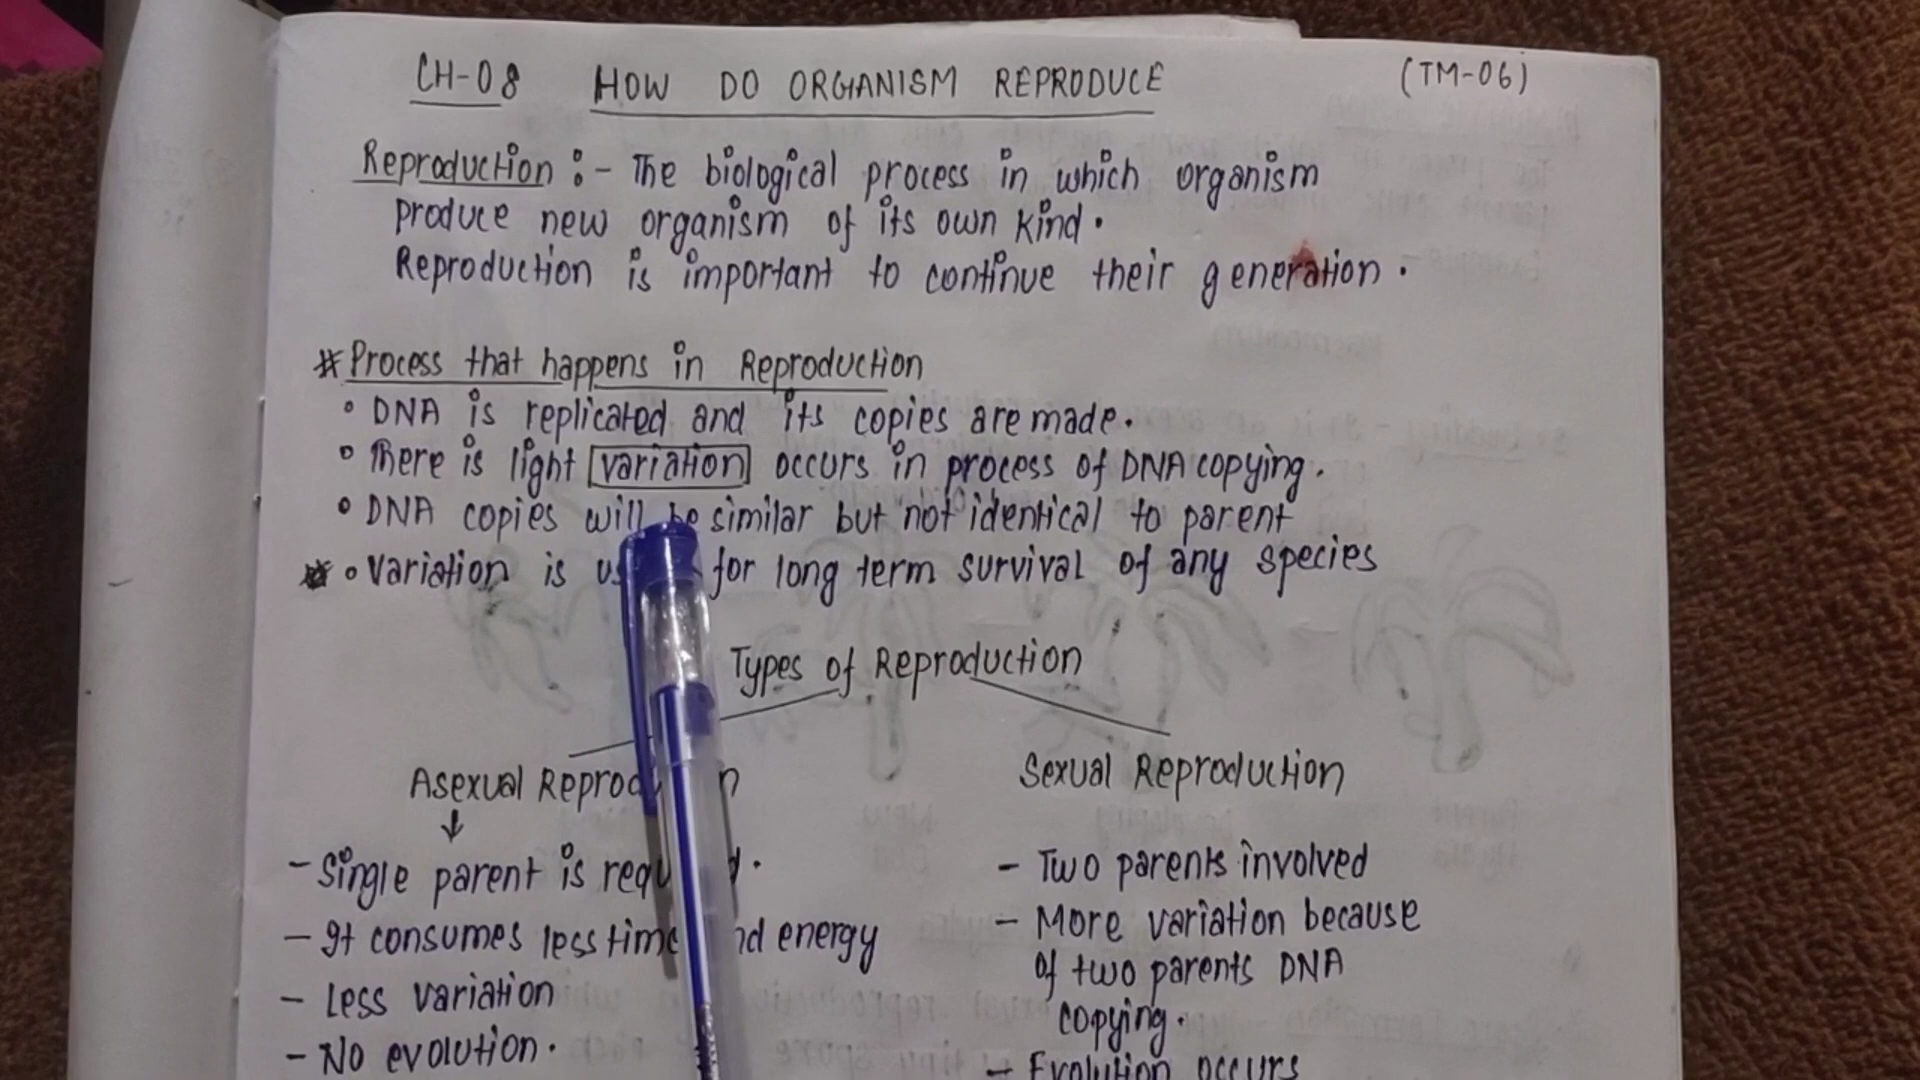 CH-08 HOW DO ORGANISM REPRODUCE (TM-06)
Reproduction :- The biological process in which organism
produce new organism of its own kind.
Reproduction is important to continue their generation.
* Process that happens in Reproduction
• DNA is replicated and its copies are made.
• There is light variation occurs in process of DNA copying.
• DNA copies will be similar but not identical to parent
* • Variation is for long term survival of any species
Types of Reproduction
Asexual Sexual Reproduction
↓
- Single parent is
- It consumes less energy
- Less variation
- No evolution.
- Two parents involved
- More variation because
of two parents DNA
copying.
- Evolution occurs